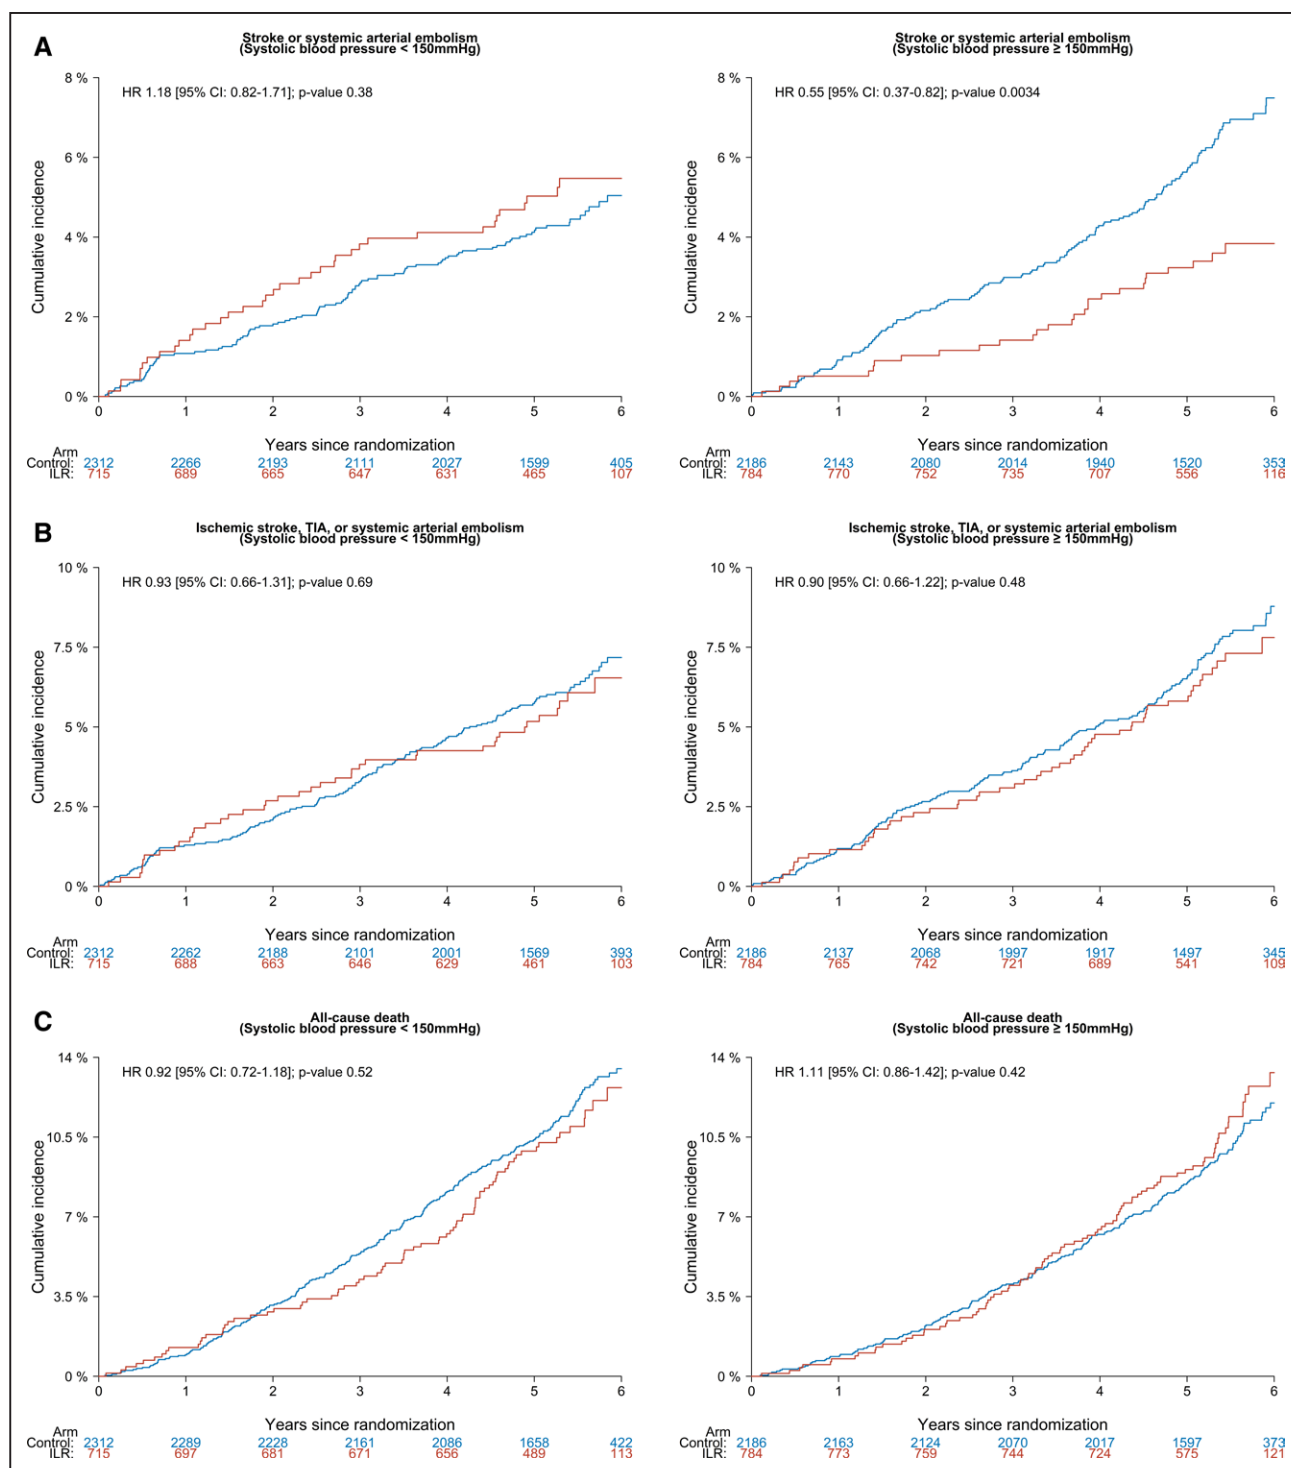 A
Stroke or systemic arterial embolism
(Systolic blood pressure < 150mmHg)
HR 1.18 [95% CI: 0.82-1.71]; p-value 0.38
Cumulative incidence
8 %
6 %
4 %
2 %
0 %
0 1 2 3 4 5 6
Years since randomization
Arm
Control: 2312 2266 2193 2111 2027 1599 405
ILR: 715 689 665 647 631 465 107
Stroke or systemic arterial embolism
(Systolic blood pressure ≥ 150mmHg)
HR 0.55 [95% CI: 0.37-0.82]; p-value 0.0034
Cumulative incidence
8 %
6 %
4 %
2 %
0 %
0 1 2 3 4 5 6
Years since randomization
Arm
Control: 2186 2143 2080 2014 1940 1520 353
ILR: 784 770 752 735 707 556 116
B
Ischemic stroke, TIA, or systemic arterial embolism
(Systolic blood pressure < 150mmHg)
HR 0.93 [95% CI: 0.66-1.31]; p-value 0.69
Cumulative incidence
10 %
7.5 %
5 %
2.5 %
0 %
0 1 2 3 4 5 6
Years since randomization
Arm
Control: 2312 2262 2188 2101 2001 1569 393
ILR: 715 688 663 646 629 461 103
Ischemic stroke, TIA, or systemic arterial embolism
(Systolic blood pressure ≥ 150mmHg)
HR 0.90 [95% CI: 0.66-1.22]; p-value 0.48
Cumulative incidence
10 %
7.5 %
5 %
2.5 %
0 %
0 1 2 3 4 5 6
Years since randomization
Arm
Control: 2186 2137 2068 1997 1917 1497 345
ILR: 784 765 742 721 689 541 109
C
All-cause death
(Systolic blood pressure < 150mmHg)
HR 0.92 [95% CI: 0.72-1.18]; p-value 0.52
Cumulative incidence
14 %
10.5 %
7 %
3.5 %
0 %
0 1 2 3 4 5 6
Years since randomization
Arm
Control: 2312 2289 2228 2161 2086 1658 422
ILR: 715 697 681 671 656 489 113
All-cause death
(Systolic blood pressure ≥ 150mmHg)
HR 1.11 [95% CI: 0.86-1.42]; p-value 0.42
Cumulative incidence
14 %
10.5 %
7 %
3.5 %
0 %
0 1 2 3 4 5 6
Years since randomization
Arm
Control: 2186 2163 2124 2070 2017 1597 373
ILR: 784 773 759 744 724 575 121